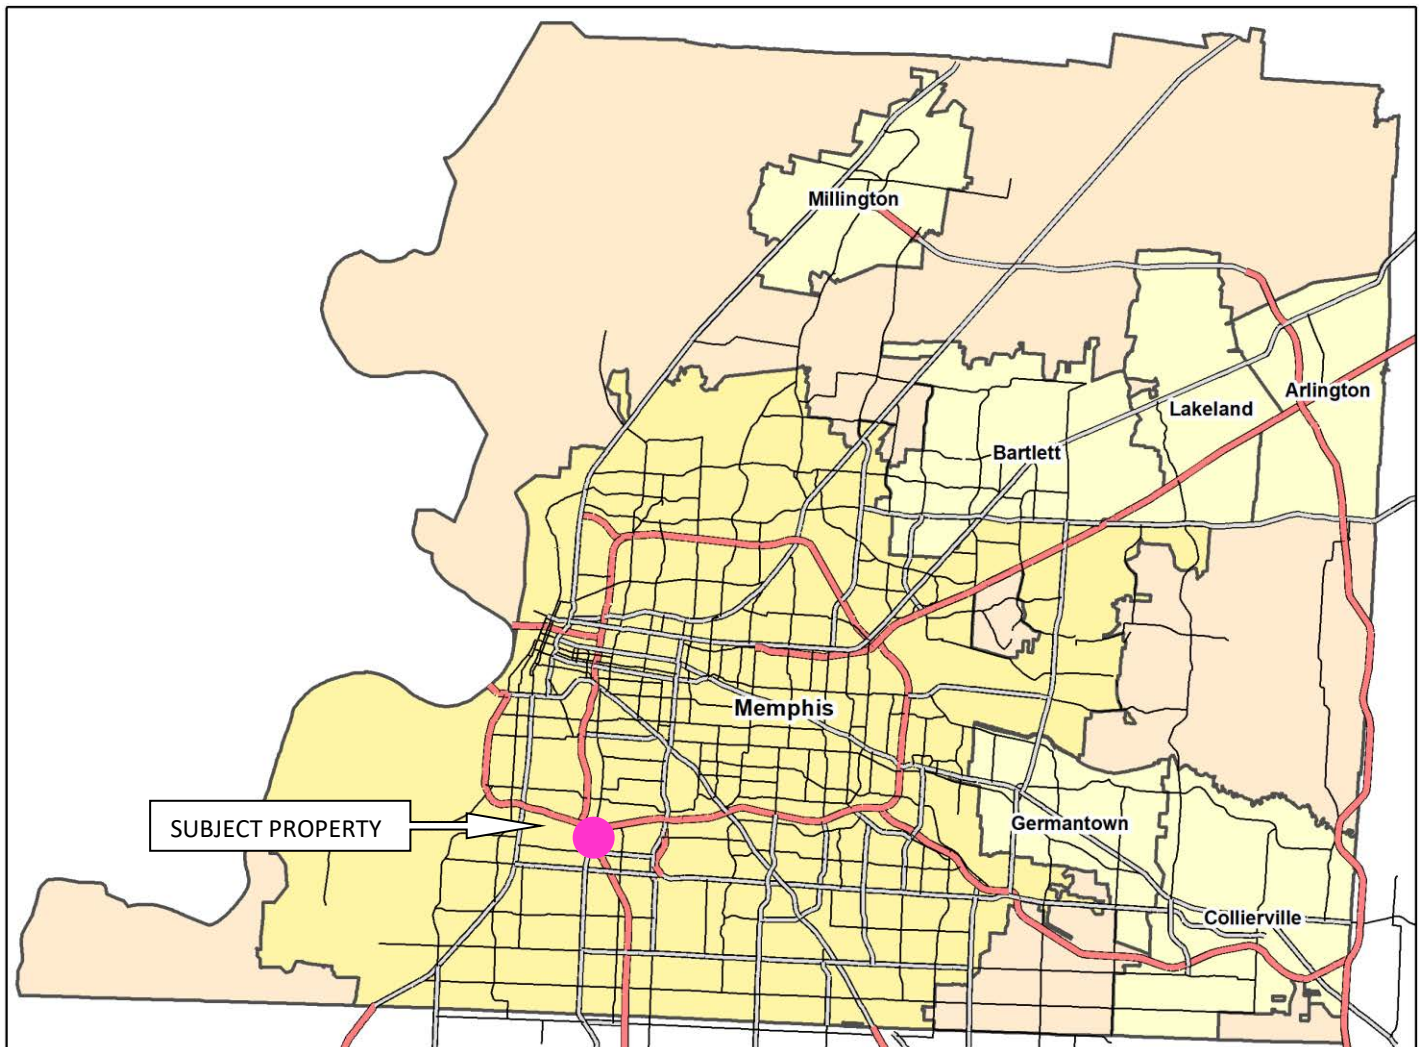 Millington
Arlington
Lakeland
Bartlett
Memphis
SUBJECT PROPERTY
Germantown
Collierville